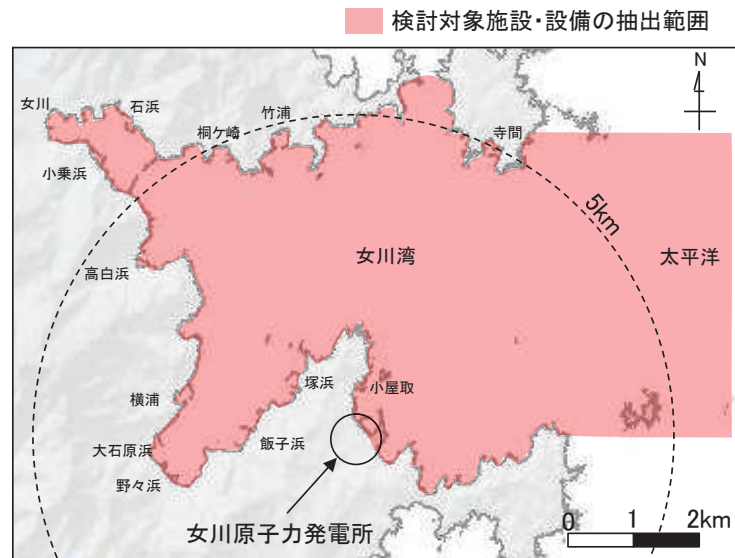 検討対象施設・設備の抽出範囲
N
女川
石浜
竹浦
桐ケ崎
寺間
小乗浜
5km
女川湾
太平洋
高白浜
塚浜
小屋取
横浦
大石原浜
飯子浜
野々浜
女川原子力発電所
0 1 2km